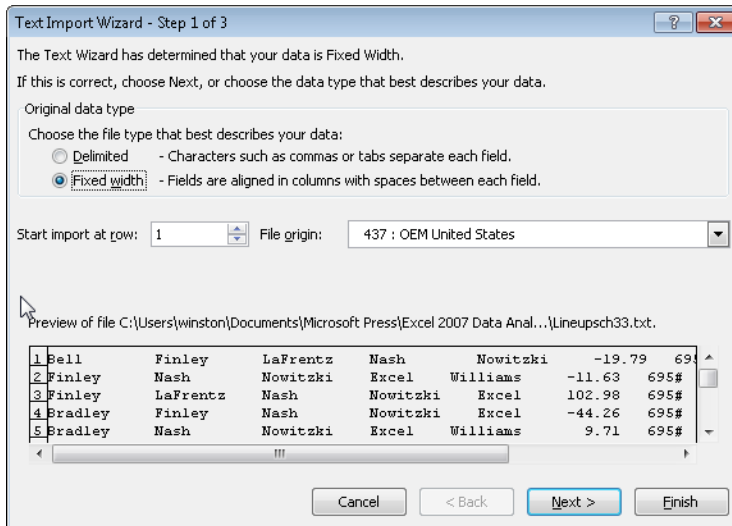 Text Import Wizard - Step 1 of 3
The Text Wizard has determined that your data is Fixed Width.
If this is correct, choose Next, or choose the data type that best describes your data.
Original data type
Choose the file type that best describes your data:
Delimited - Characters such as commas or tabs separate each field.
Fixed width - Fields are aligned in columns with spaces between each field.
Start import at row: 1 File origin: 437 : OEM United States
Preview of file C:\Users\winston\Documents\Microsoft Press\Excel 2007 Data Anal...\Lineupsch33.txt.
1 Bell Finley LaFrentz Nash Nowitzki -19.79 695
2 Finley Nash Nowitzki Excel Williams -11.63 695#
3 Finley LaFrentz Nash Nowitzki Excel 102.98 695#
4 Bradley Finley Nash Nowitzki Excel -44.26 695#
5 Bradley Nash Nowitzki Excel Williams 9.71 695#
Cancel < Back Next > Finish